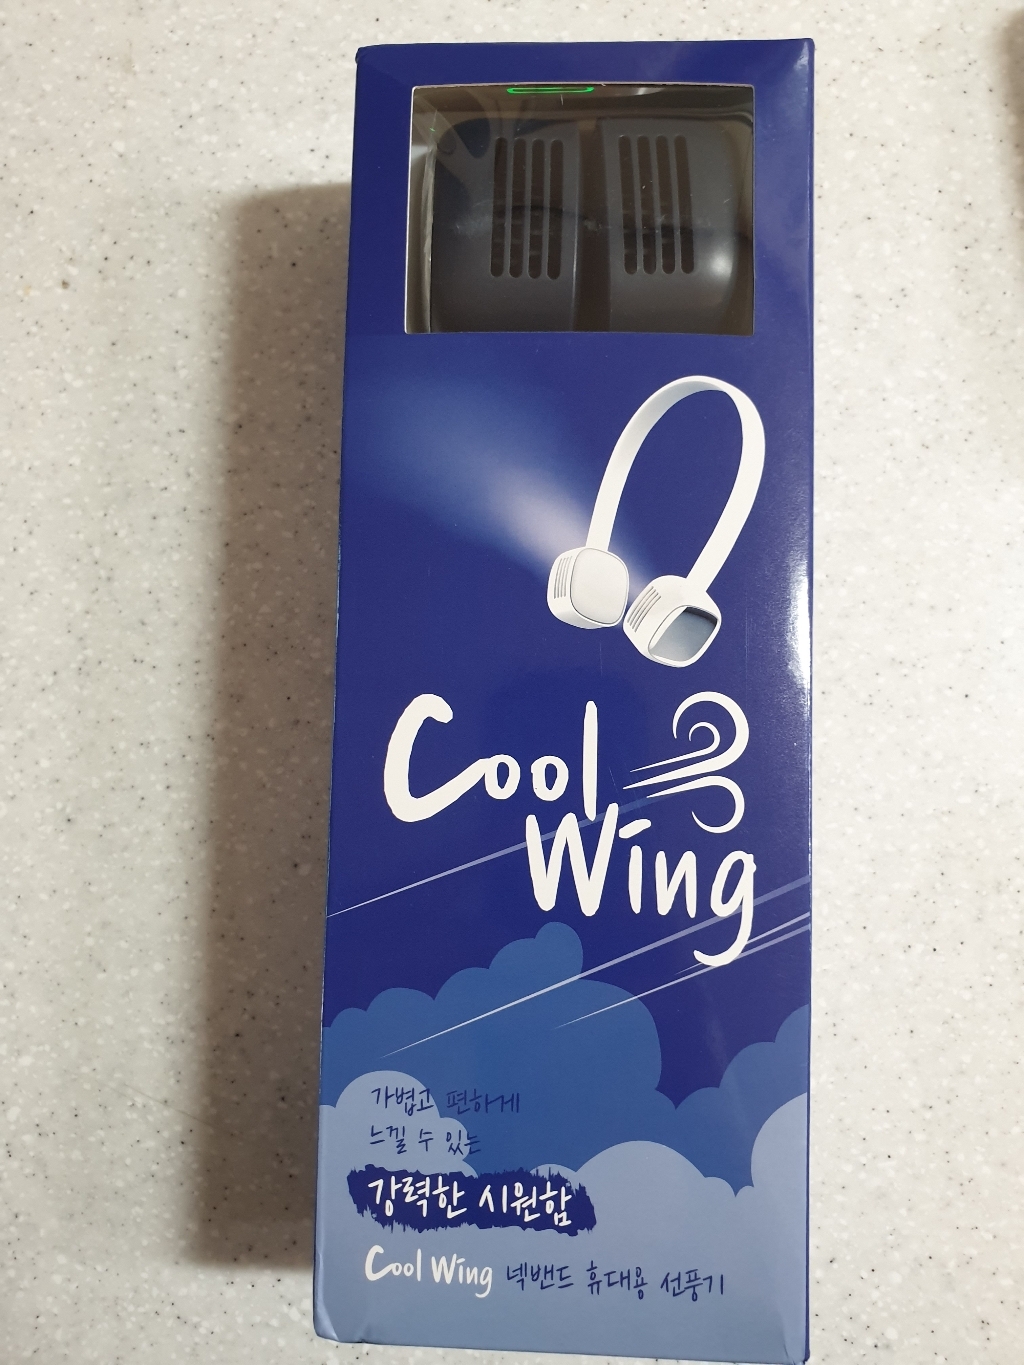 Cool
Wing
가볍고 편하게
느낄 수 있는
강력한 시원함
Cool Wing 넥밴드 휴대용 선풍기